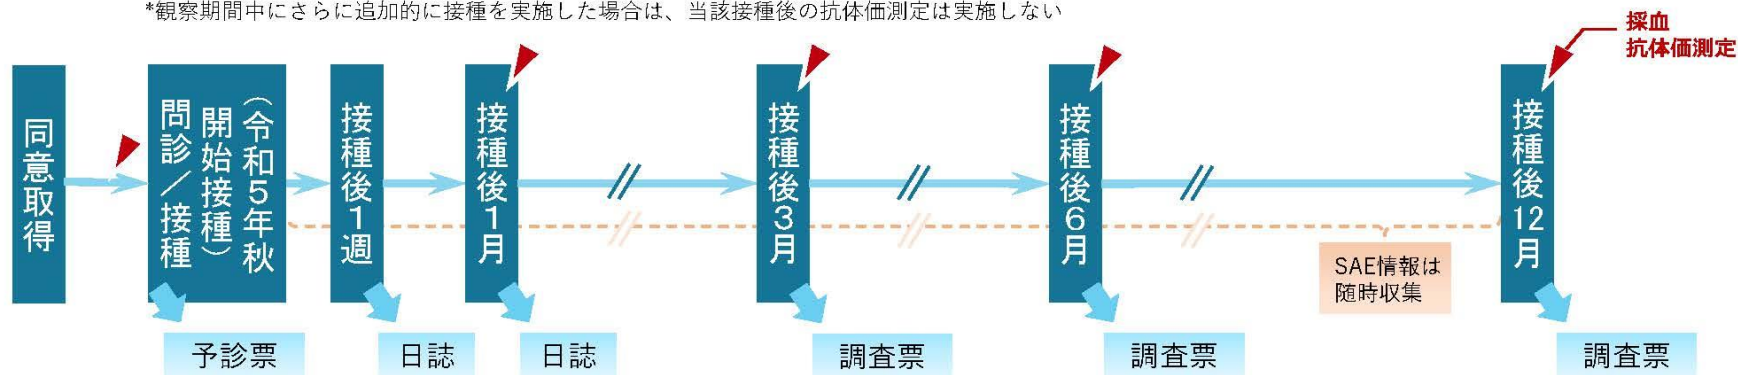 *観察期間中にさらに追加的に接種を実施した場合は、当該接種後の抗体価測定は実施しない
採血
抗体価測定
同意取得
(令和5年秋
開始接種)
問診/接種
接種後1週
接種後1月
接種後3月
接種後6月
接種後12月
SAE情報は
随時収集
予診票
日誌
日誌
調査票
調査票
調査票